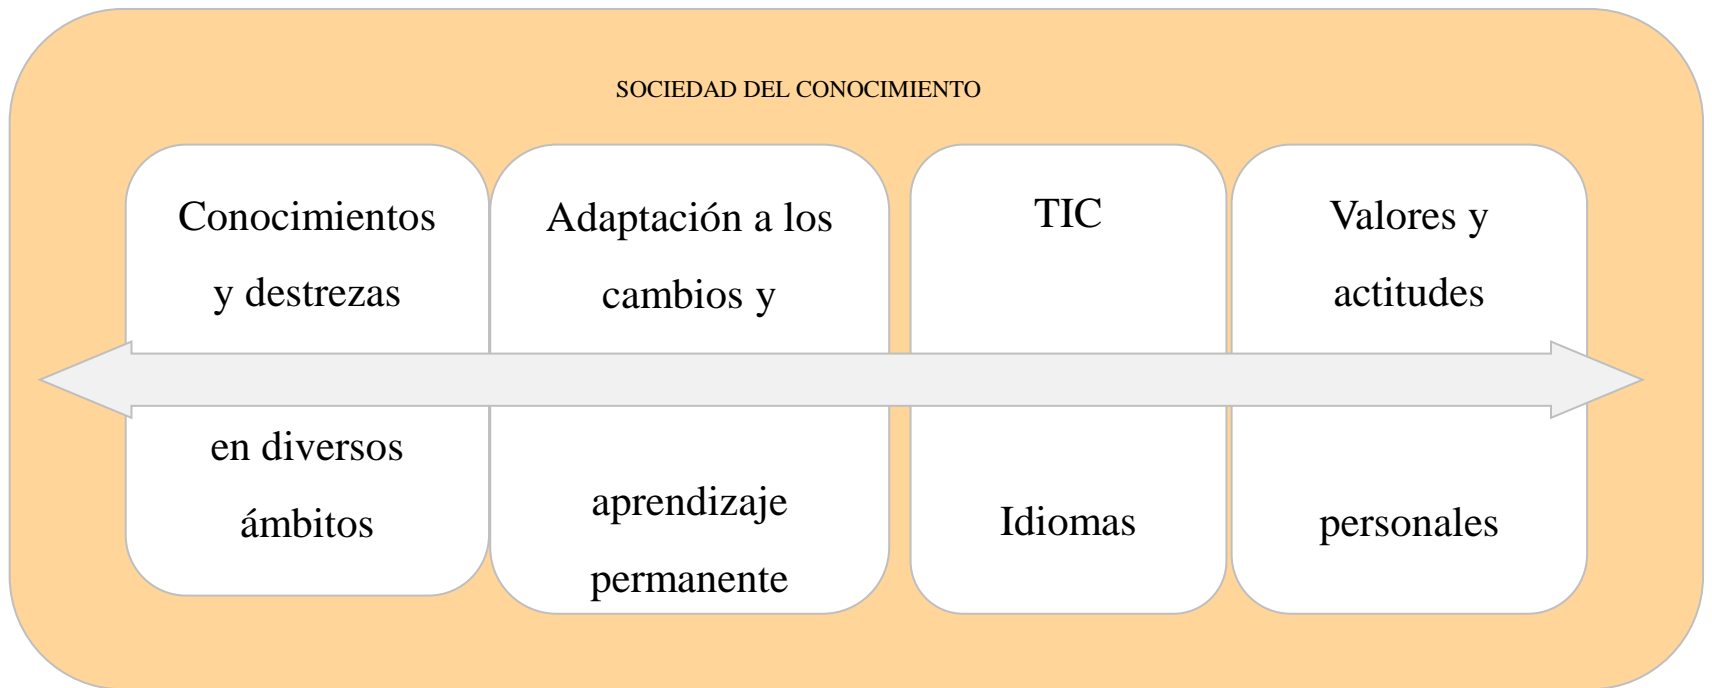 SOCIEDAD DEL CONOCIMIENTO
Conocimientos
y destrezas
en diversos
ámbitos
Adaptación a los
cambios y
aprendizaje
permanente
TIC
Idiomas
Valores y
actitudes
personales